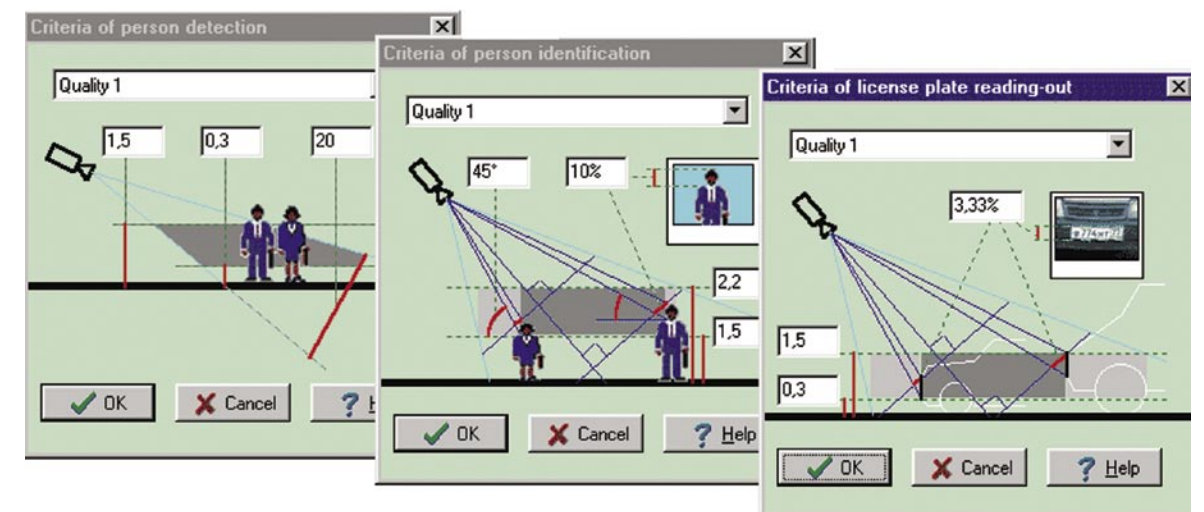 Criteria of person detection
Quality 1
1,5
0,3
20
OK
Cancel
?
Criteria of person identification
Quality 1
45°
10%
2,2
1,5
OK
Cancel
? Help
Criteria of license plate reading-out
Quality 1
3,33%
1,5
0,3
OK
Cancel
? Help